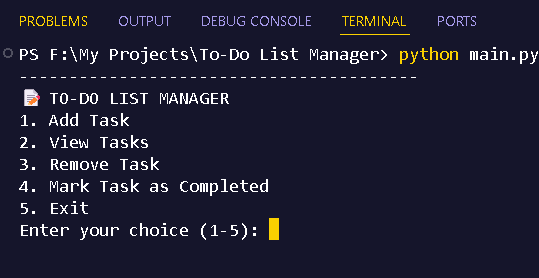 PROBLEMS OUTPUT DEBUG CONSOLE TERMINAL PORTS
PS F:\My Projects\To-Do List Manager> python main.py
----------------------------------------
📝 TO-DO LIST MANAGER
1. Add Task
2. View Tasks
3. Remove Task
4. Mark Task as Completed
5. Exit
Enter your choice (1-5):